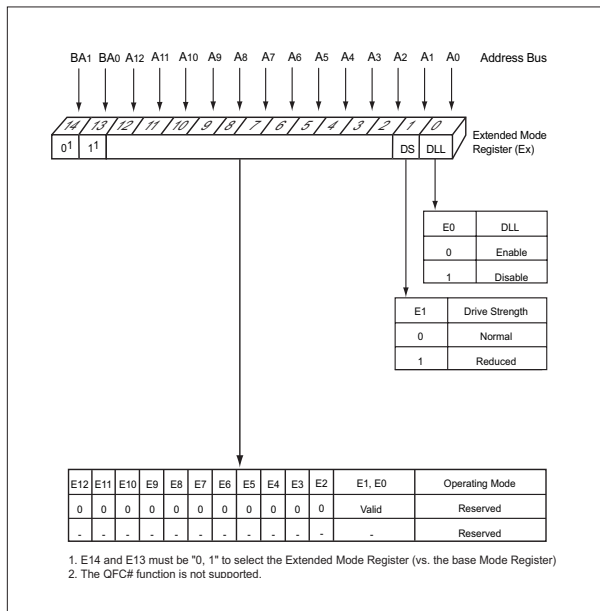 BA1 BA0 A12 A11 A10 A9 A8 A7 A6 A5 A4 A3 A2 A1 A0 Address Bus
14 13 12 11 10 9 8 7 6 5 4 3 2 1 0
Extended Mode
Register (Ex)
0¹ 1¹ DS DLL
E0 DLL
0 Enable
1 Disable
E1 Drive Strength
0 Normal
1 Reduced
E12 E11 E10 E9 E8 E7 E6 E5 E4 E3 E2 E1, E0 Operating Mode
0 0 0 0 0 0 0 0 0 0 0 Valid Reserved
- - - - - - - - - - - - Reserved
1. E14 and E13 must be "0, 1" to select the Extended Mode Register (vs. the base Mode Register)
2. The QFC# function is not supported.